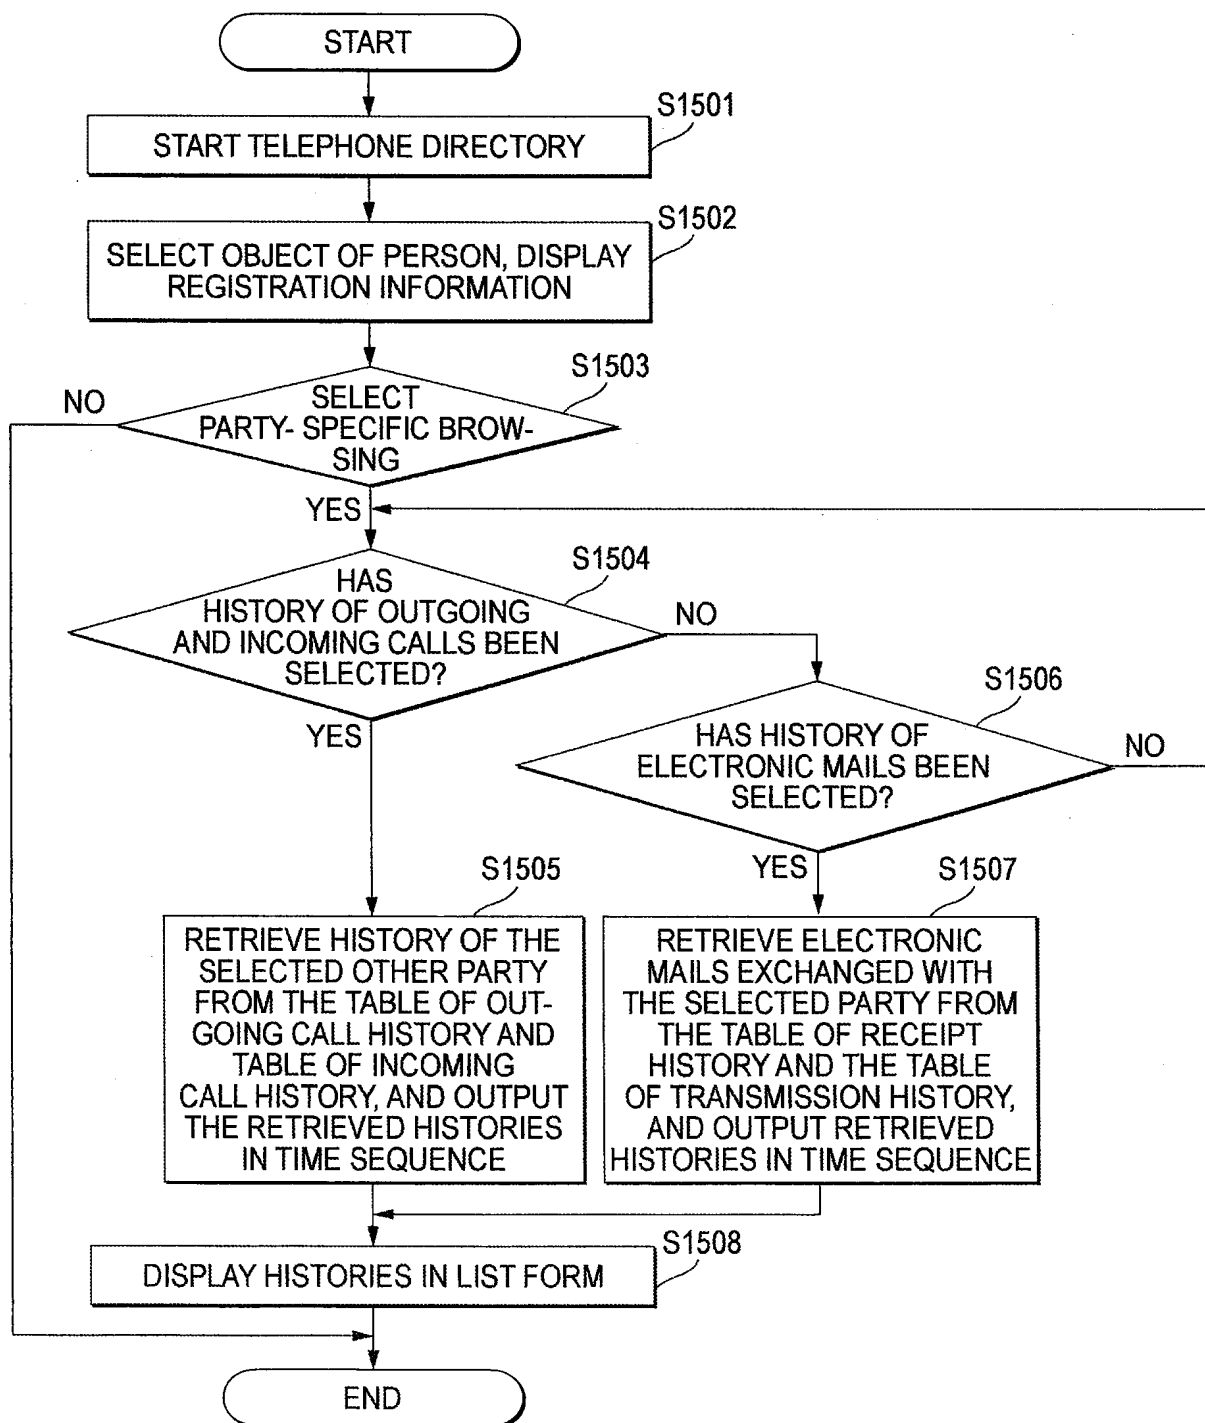 START
S1501
START TELEPHONE DIRECTORY
S1502
SELECT OBJECT OF PERSON, DISPLAY
REGISTRATION INFORMATION
S1503
NO
SELECT
PARTY- SPECIFIC BROW-
SING
YES
S1504
HAS
HISTORY OF OUTGOING
AND INCOMING CALLS BEEN
SELECTED?
NO
YES
S1506
HAS HISTORY OF
ELECTRONIC MAILS BEEN
SELECTED?
NO
YES
S1505
RETRIEVE HISTORY OF THE
SELECTED OTHER PARTY
FROM THE TABLE OF OUT-
GOING CALL HISTORY AND
TABLE OF INCOMING
CALL HISTORY, AND OUTPUT
THE RETRIEVED HISTORIES
IN TIME SEQUENCE
S1507
RETRIEVE ELECTRONIC
MAILS EXCHANGED WITH
THE SELECTED PARTY FROM
THE TABLE OF RECEIPT
HISTORY AND THE TABLE
OF TRANSMISSION HISTORY,
AND OUTPUT RETRIEVED
HISTORIES IN TIME SEQUENCE
S1508
DISPLAY HISTORIES IN LIST FORM
END